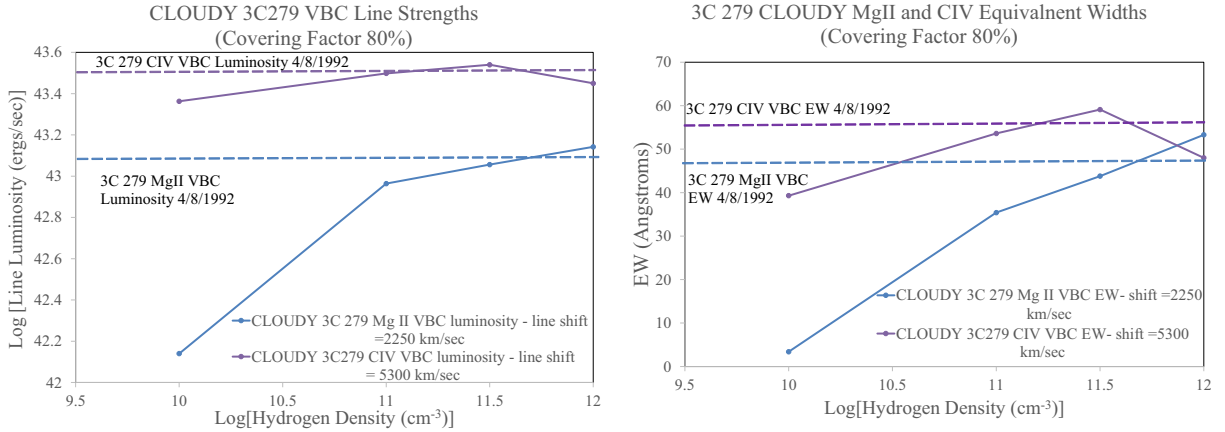 CLOUDY 3C279 VBC Line Strengths
(Covering Factor 80%)
43.6
43.4
43.2
43
42.8
42.6
42.4
42.2
42
Log [Line Luminosity (ergs/sec)]
3C 279 CIV VBC Luminosity 4/8/1992
3C 279 MgII VBC
Luminosity 4/8/1992
CLOUDY 3C 279 Mg II VBC luminosity - line shift
=2250 km/sec
CLOUDY 3C279 CIV VBC luminosity - line shift
= 5300 km/sec
9.5 10 10.5 11 11.5 12
Log[Hydrogen Density (cm-3)]
3C 279 CLOUDY MgII and CIV Equivalnent Widths
(Covering Factor 80%)
70
60
50
40
30
20
10
0
EW (Angstroms)
3C 279 CIV VBC EW 4/8/1992
3C 279 MgII VBC
EW 4/8/1992
CLOUDY 3C 279 Mg II VBC EW- shift =2250
km/sec
CLOUDY 3C279 CIV VBC EW- shift =5300
km/sec
9.5 10 10.5 11 11.5 12
Log[Hydrogen Density (cm-3)]